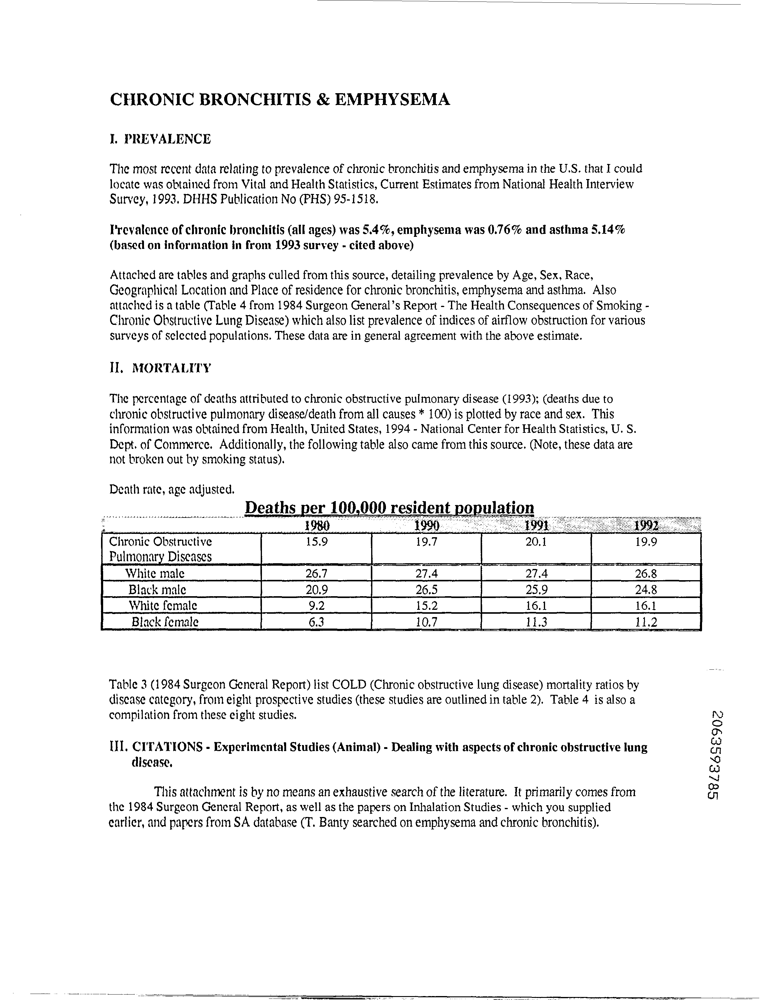 CHRONIC BRONCHITIS & EMPHYSEMA
I. PREVALENCE
The most recent data relating to prevalence of chronic bronchitis and emphysema in the U.S. that I could
locate was obtained from Vital and Health Statistics, Current Estimates from National Health Interview
Survey, 1993. DHHS Publication No (PHS) 95-1518.
Prevalence of chronic bronchitis (all ages) was 5.4%, emphysema was 0.76% and asthma 5.14%
(based on information in from 1993 survey - cited above)
Attached are tables and graphs culled from this source, detailing prevalence by Age, Sex, Race,
Geographical Location and Place of residence for chronic bronchitis, emphysema and asthma. Also
attached is a table (Table 4 from 1984 Surgeon General's Report - The Health Consequences of Smoking -
Chronic Obstructive Lung Disease) which also list prevalence of indices of airflow obstruction for various
surveys of selected populations. These data are in general agreement with the above estimate.
II. MORTALITY
The percentage of deaths attributed to chronic obstructive pulmonary disease (1993); (deaths due to
chronic obstructive pulmonary disease/death from all causes * 100) is plotted by race and sex. This
information was obtained from Health, United States, 1994 - National Center for Health Statistics, U. S.
Dept. of Commerce. Additionally, the following table also came from this source. (Note, these data are
not broken out by smoking status).
Death rate, age adjusted.
Deaths per 100,000 resident population
1980 1990 1991 1992
Chronic Obstructive 15.9 19.7 20.1 19.9
Pulmonary Diseases
White male 26.7 27.4 27.4 26.8
Black male 20.9 26.5 25.9 24.8
White female 9.2 15.2 16.1 16.1
Black female 6.3 10.7 11.3 11.2
Table 3 (1984 Surgeon General Report) list COLD (Chronic obstructive lung disease) mortality ratios by
disease category, from eight prospective studies (these studies are outlined in table 2). Table 4 is also a
compilation from these eight studies.
III. CITATIONS - Experimental Studies (Animal) - Dealing with aspects of chronic obstructive lung
disease.
This attachment is by no means an exhaustive search of the literature. It primarily comes from
the 1984 Surgeon General Report, as well as the papers on Inhalation Studies - which you supplied
earlier, and papers from SA database (T. Banty searched on emphysema and chronic bronchitis).
2063593785